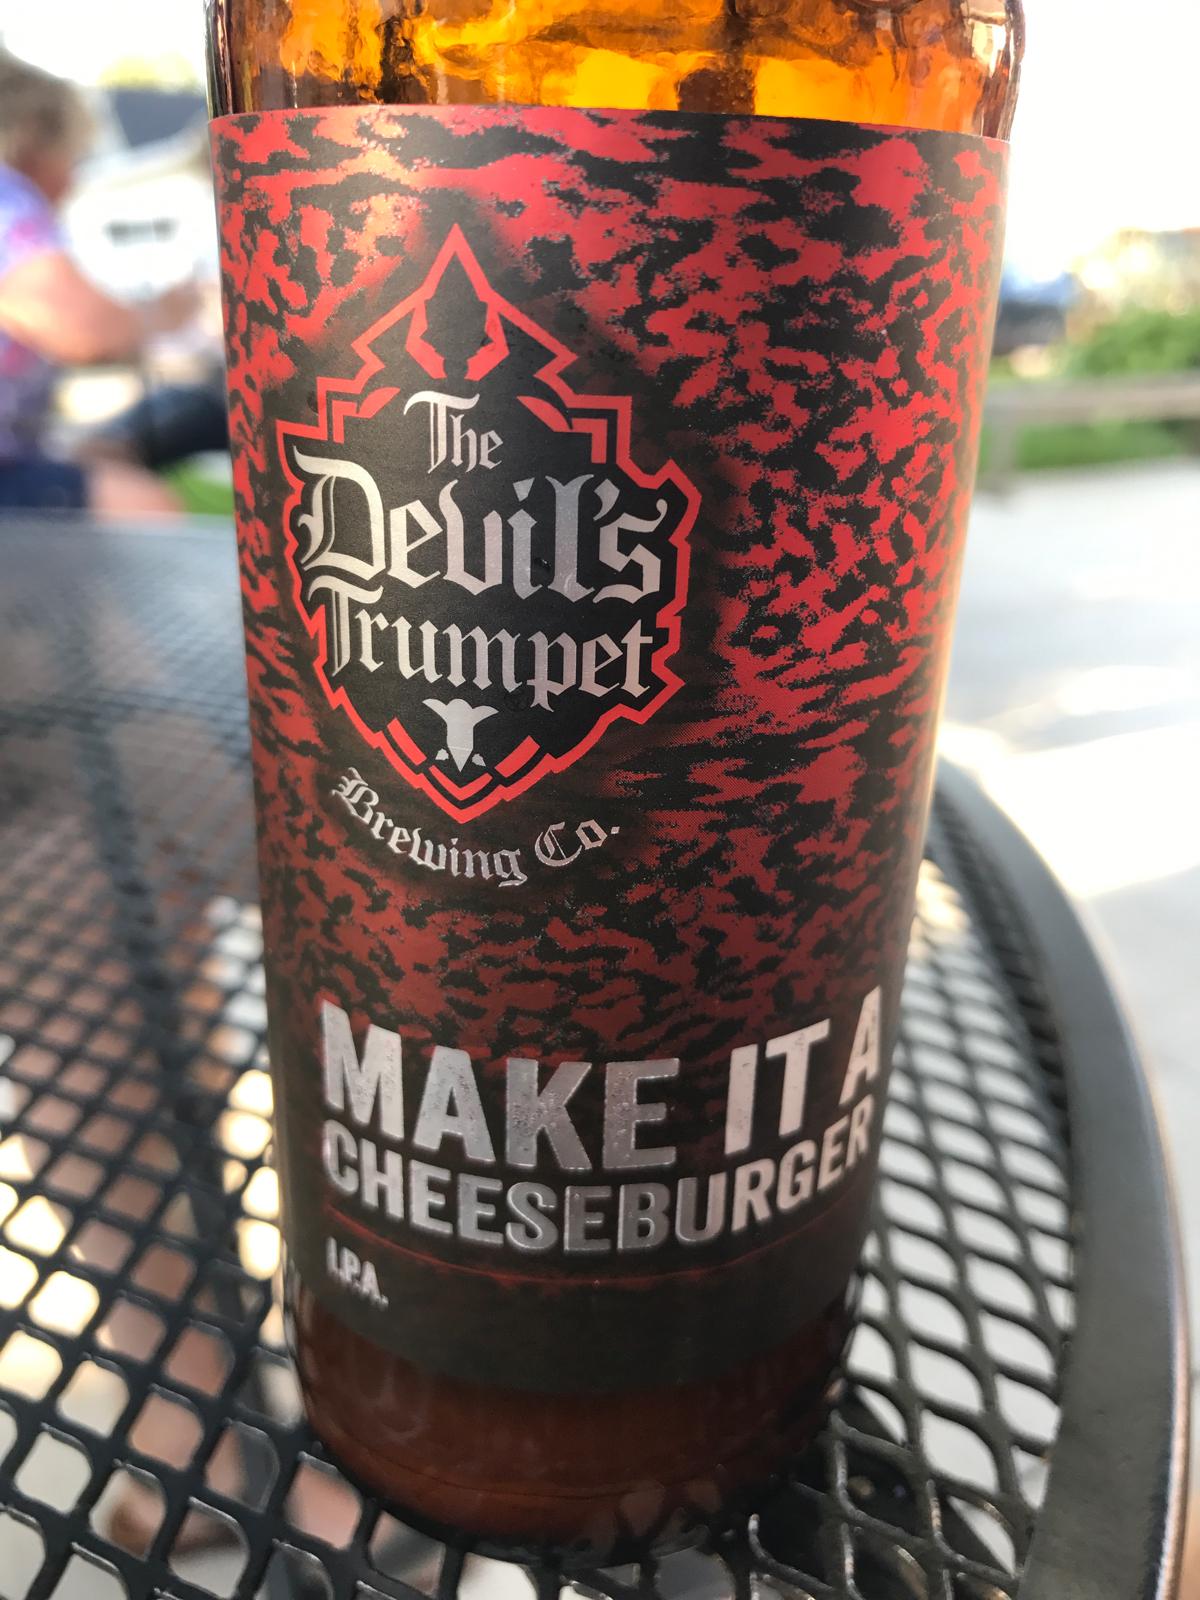 The
Devil's
Trumpet
Brewing Co.
MAKE IT A
CHEESEBURGER
I.P.A.